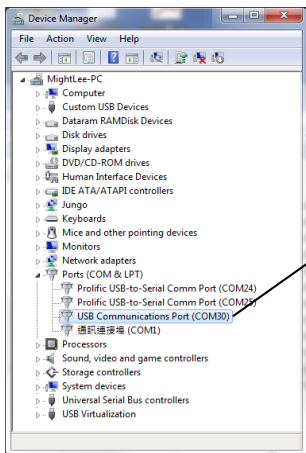 Device Manager
File Action View Help
MightLee-PC
Computer
Custom USB Devices
Dataram RAMDisk Devices
Disk drives
Display adapters
DVD/CD-ROM drives
Human Interface Devices
IDE ATA/ATAPI controllers
Jungo
Keyboards
Mice and other pointing devices
Monitors
Network adapters
Ports (COM & LPT)
Prolific USB-to-Serial Comm Port (COM24)
Prolific USB-to-Serial Comm Port (COM25)
USB Communications Port (COM30)
通訊連接埠 (COM1)
Processors
Sound, video and game controllers
Storage controllers
System devices
Universal Serial Bus controllers
USB Virtualization